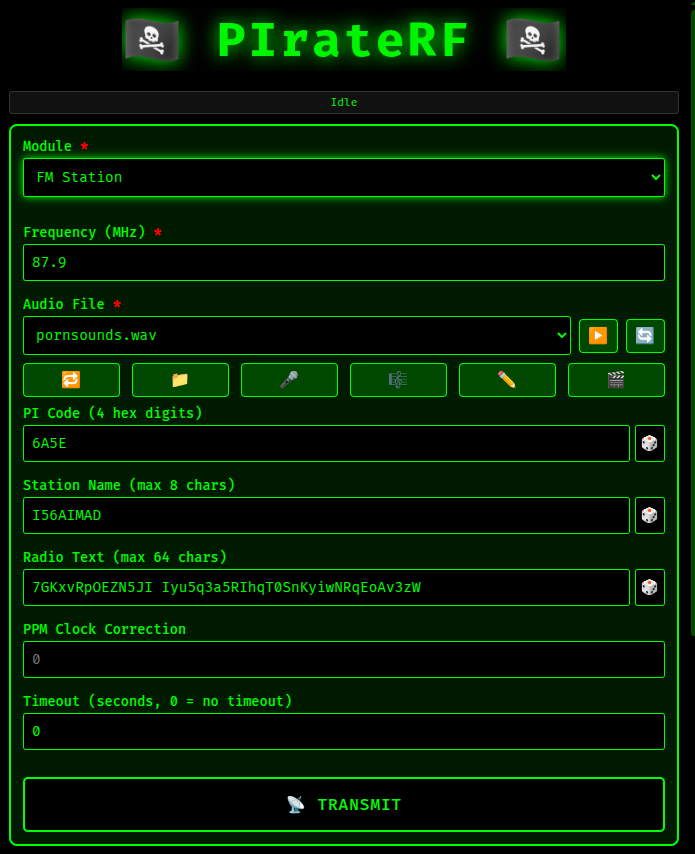 PIrateRF
Idle
Module *
FM Station
Frequency (MHz) *
87.9
Audio File *
pornsounds.wav
PI Code (4 hex digits)
6A5E
Station Name (max 8 chars)
I56AIMAD
Radio Text (max 64 chars)
7GKxvRpOEZN5JI Iyu5q3a5RIhqT0SnKyiwNRqEoAv3zW
PPM Clock Correction
0
Timeout (seconds, 0 = no timeout)
0
TRANSMIT